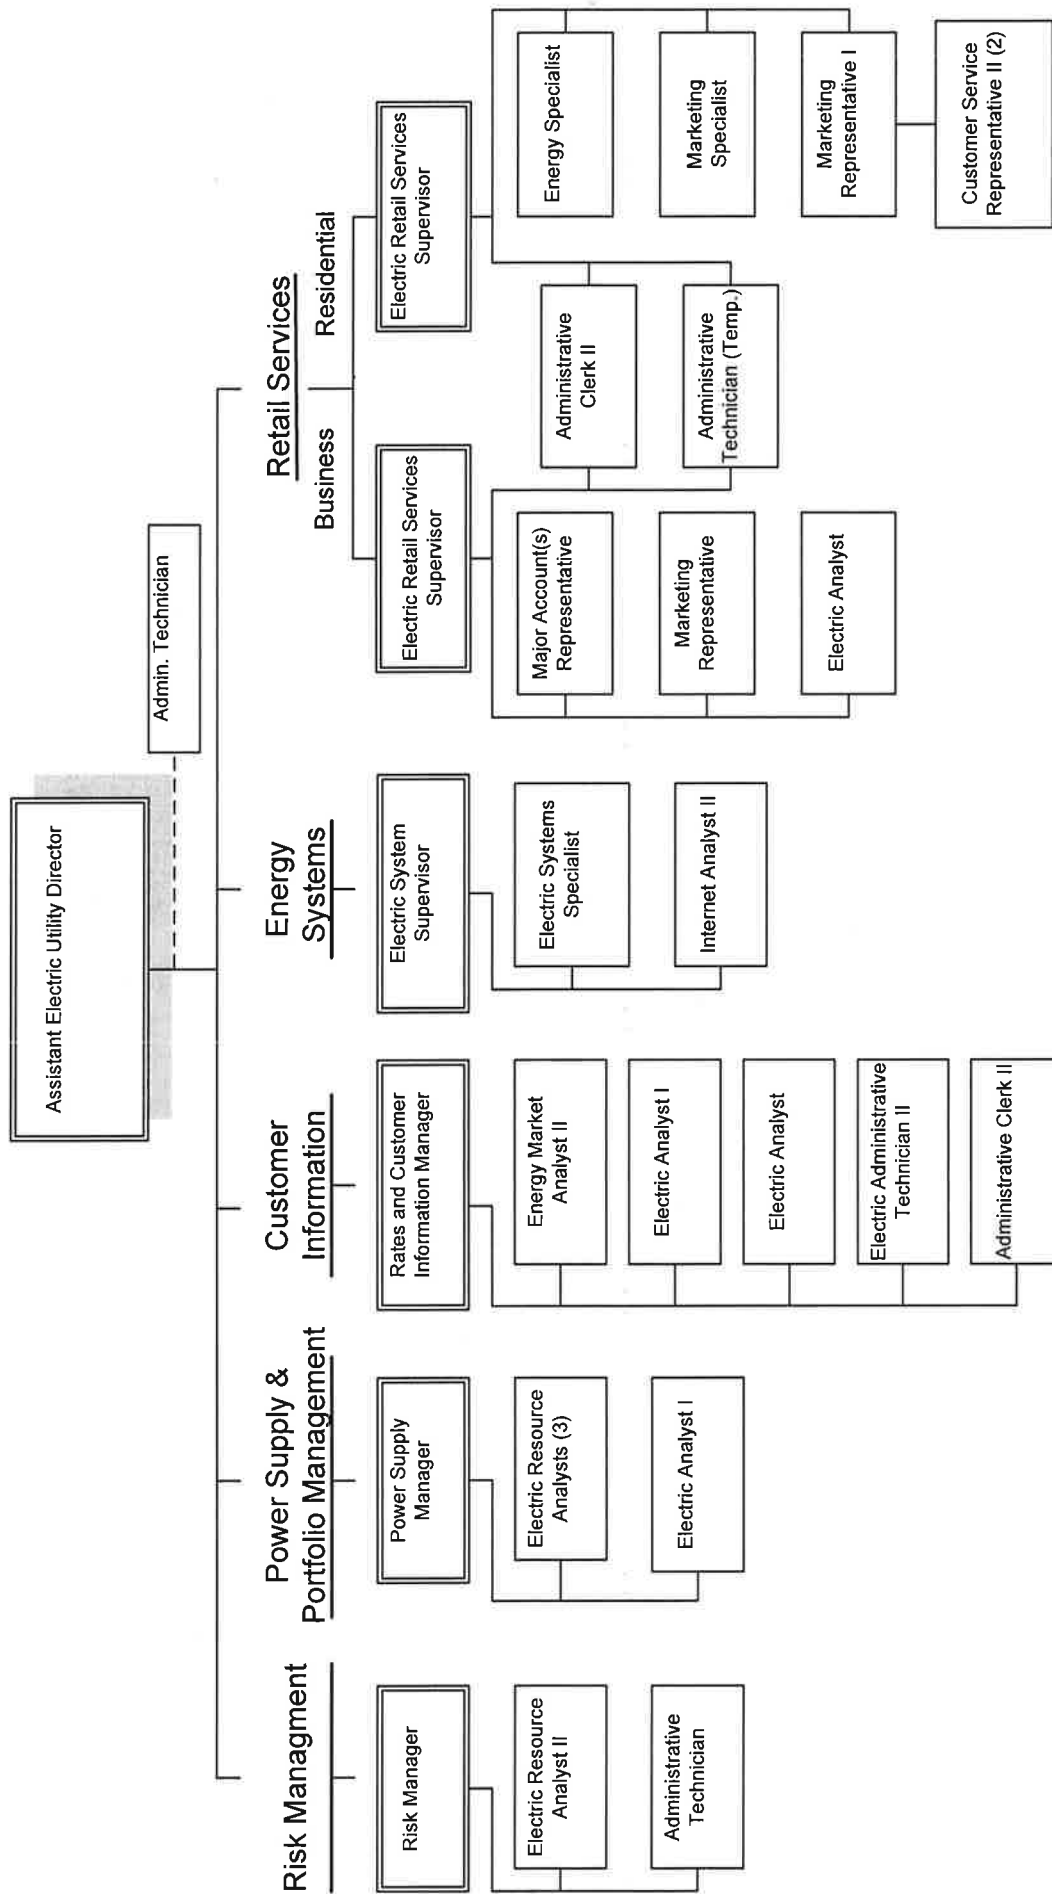 Assistant Electric Utility Director
Admin. Technician
Risk Managment
Risk Manager
Electric Resource
Analyst II
Administrative
Technician
Power Supply &
Portfolio Management
Power Supply
Manager
Electric Resource
Analysts (3)
Electric Analyst I
Customer
Information
Rates and Customer
Information Manager
Energy Market
Analyst II
Electric Analyst I
Electric Analyst
Electric Administrative
Technician II
Administrative Clerk II
Energy
Systems
Electric System
Supervisor
Electric Systems
Specialist
Internet Analyst II
Retail Services
Business
Residential
Electric Retail Services
Supervisor
Major Account(s)
Representative
Marketing
Representative
Electric Analyst
Administrative
Clerk II
Administrative
Technician (Temp.)
Electric Retail Services
Supervisor
Energy Specialist
Marketing
Specialist
Marketing
Representative I
Customer Service
Representative II (2)